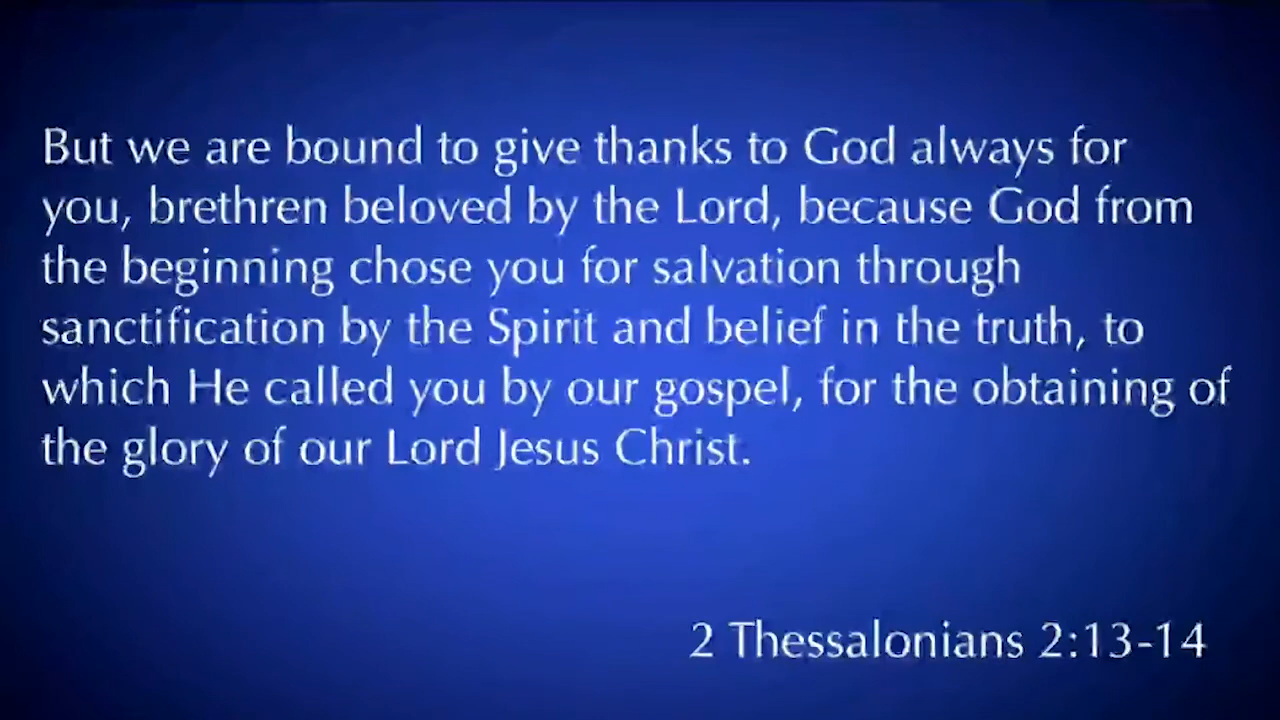 But we are bound to give thanks to God always for
you, brethren beloved by the Lord, because God from
the beginning chose you for salvation through
sanctification by the Spirit and belief in the truth, to
which He called you by our gospel, for the obtaining of
the glory of our Lord Jesus Christ.
2 Thessalonians 2:13-14